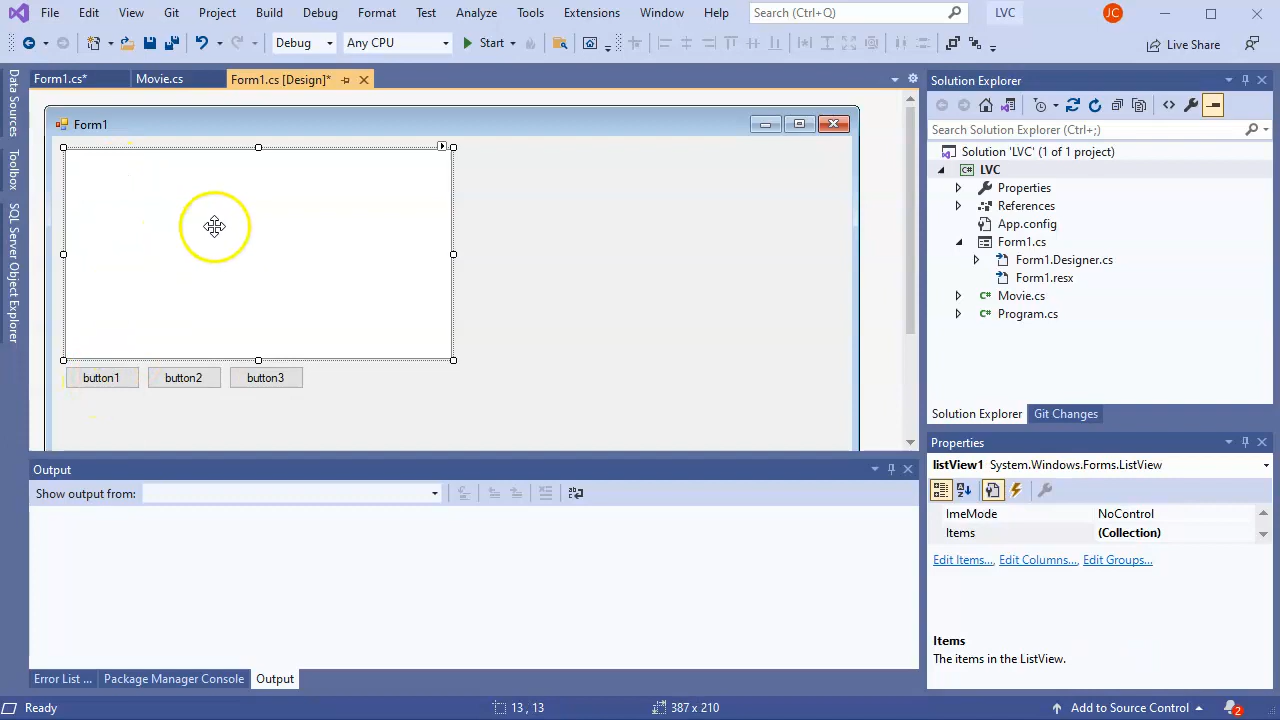 File Edit View Git Project Build Debug Format Test Analyze Tools Extensions Window Help Search (Ctrl+Q) LVC JC
Debug Any CPU Start Live Share
Form1.cs* Movie.cs Form1.cs [Design]*
Data Sources
Toolbox
SQL Server Object Explorer
Form1
button1 button2 button3
Solution Explorer
Search Solution Explorer (Ctrl+;)
Solution 'LVC' (1 of 1 project)
LVC
Properties
References
App.config
Form1.cs
Form1.Designer.cs
Form1.resx
Movie.cs
Program.cs
Solution Explorer Git Changes
Output
Show output from:
Error List ... Package Manager Console Output
Properties
listView1 System.Windows.Forms.ListView
ImeMode NoControl
Items (Collection)
Edit Items..., Edit Columns..., Edit Groups...
Items
The items in the ListView.
Ready 13 , 13 387 x 210 Add to Source Control 2